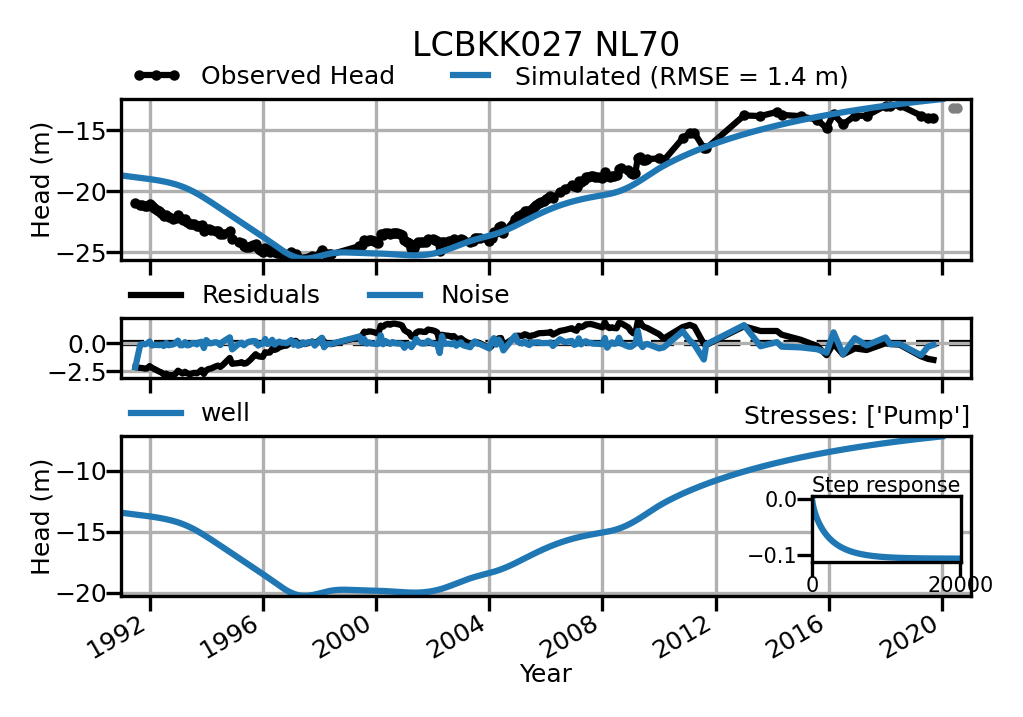 LCBKK027 NL70
Observed Head Simulated (RMSE = 1.4 m)
Head (m)
−15
−20
−25
Residuals Noise
0.0
−2.5
well Stresses: ['Pump']
Head (m)
−10
−15
−20
Step response
0.0
−0.1
0 20000
1992 1996 2000 2004 2008 2012 2016 2020
Year